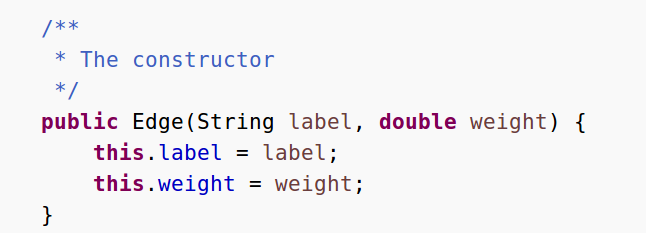 /**
 * The constructor
 */
public Edge(String label, double weight) {
    this.label = label;
    this.weight = weight;
}